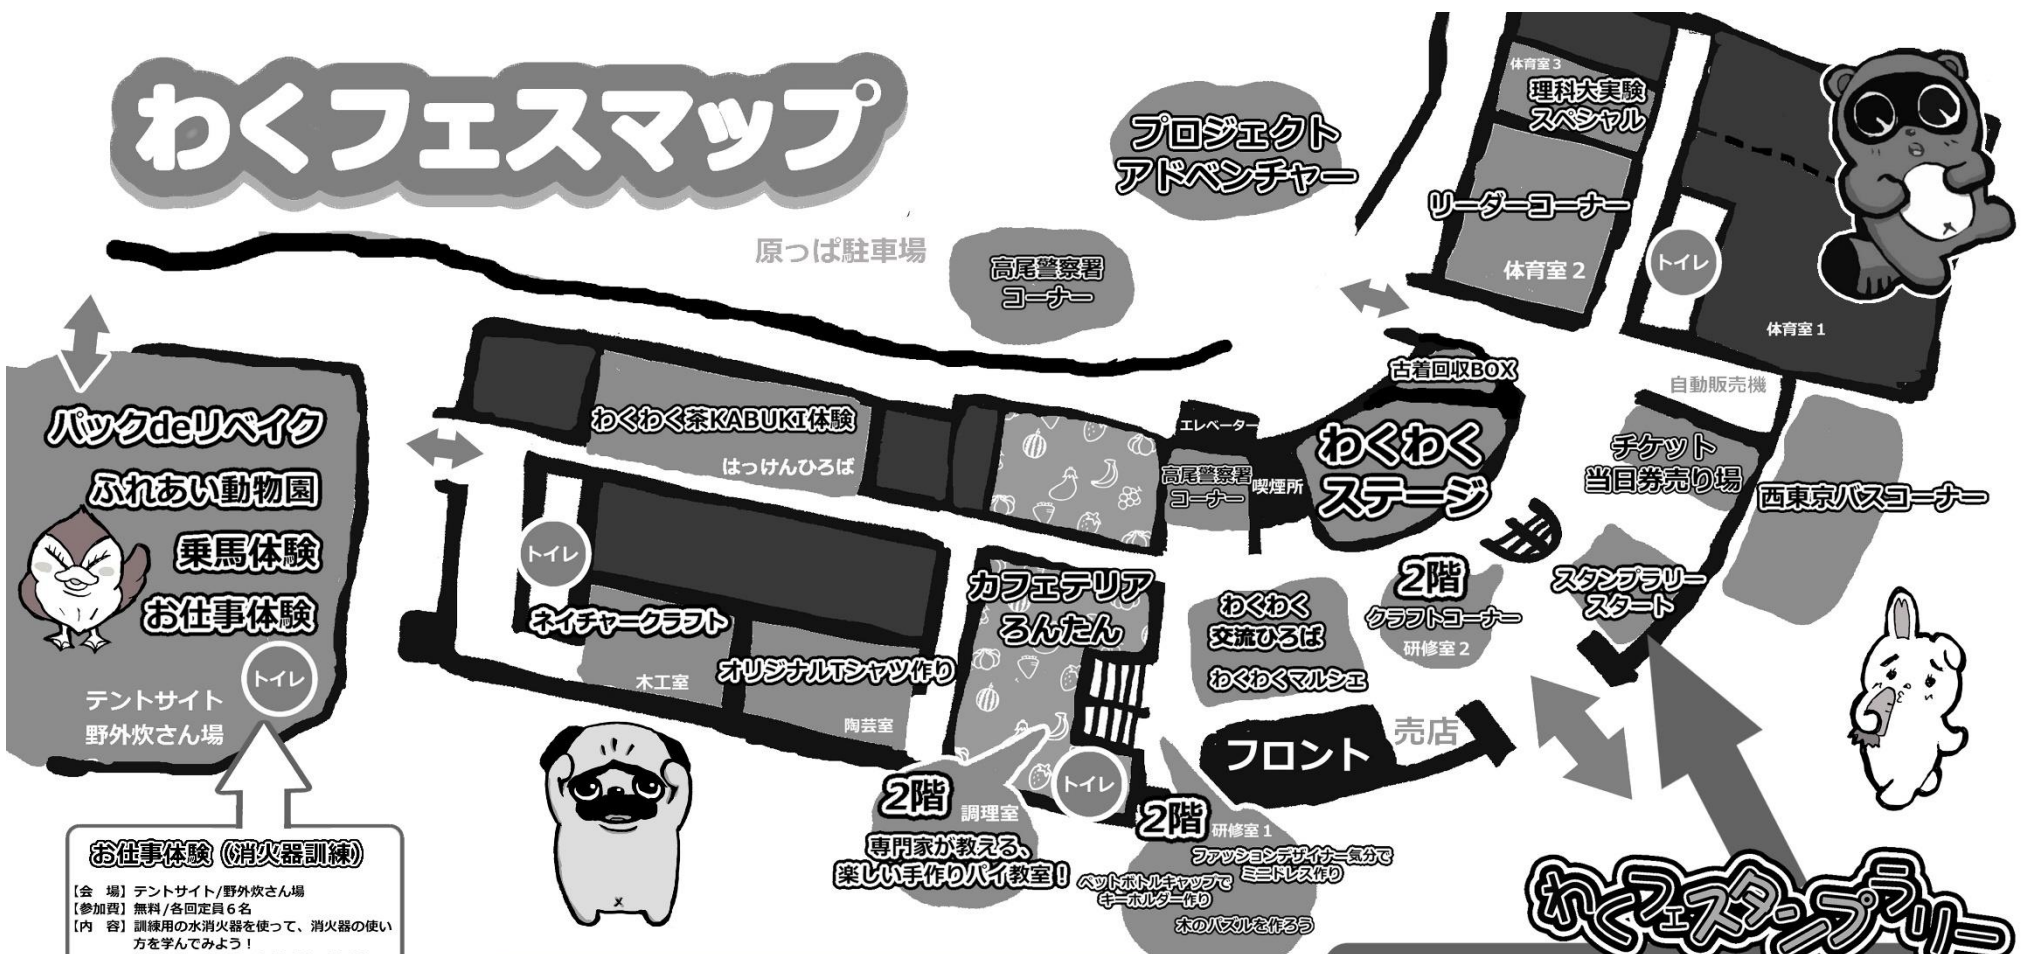 わくフェスマップ
プロジェクト
アドベンチャー
体育室3
理科大実験
スペシャル
リーダーコーナー
体育室2
トイレ
体育室1
原っぱ駐車場
高尾警察署
コーナー
古着回収BOX
自動販売機
パックdeリベイク
ふれあい動物園
乗馬体験
お仕事体験
トイレ
テントサイト
野外炊さん場
わくわく茶KABUKI体験
はっけんひろば
エレベーター
高尾警察署
コーナー
喫煙所
わくわく
ステージ
チケット
当日券売り場
西東京バスコーナー
トイレ
ネイチャークラフト
木工室
オリジナルTシャツ作り
陶芸室
カフェテリア
ろんたん
わくわく
交流ひろば
わくわくマルシェ
2階
クラフトコーナー
研修室2
スタンプラリー
スタート
フロント
売店
トイレ
2階
調理室
専門家が教える、
楽しい手作りパイ教室!
2階
研修室1
ファッションデザイナー気分で
ミニドレス作り
ペットボトルキャップで
キーホルダー作り
木のパズルを作ろう
お仕事体験(消火器訓練)
【会 場】テントサイト/野外炊さん場
【参加費】無料/各回定員6名
【内 容】訓練用の水消火器を使って、消火器の使い
方を学んでみよう!
わくフェスタンプラリー